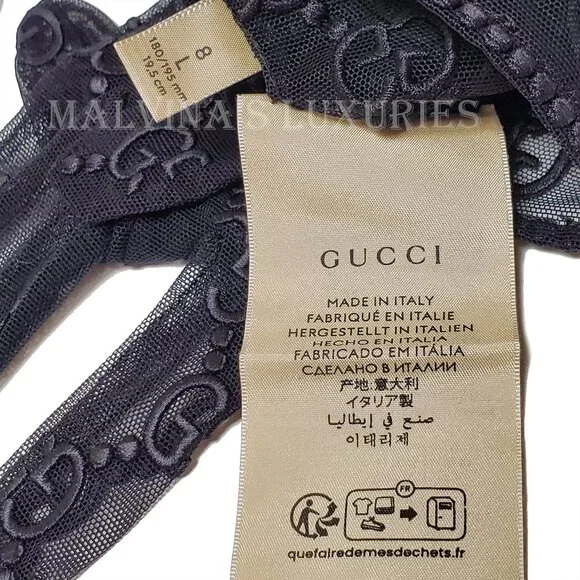 8
L
180/195 mm
19,5 cm
MALVINA'S LUXURIES
GUCCI
MADE IN ITALY
FABRIQUÉ EN ITALIE
HERGESTELLT IN ITALIEN
HECHO EN ITALIA
FABRICADO EM ITÁLIA
СДЕЛАНО В ИТАЛИИ
产地:意大利
イタリア製
صنع في إيطاليا
이태리제
FR
quefairedemesdechets.fr